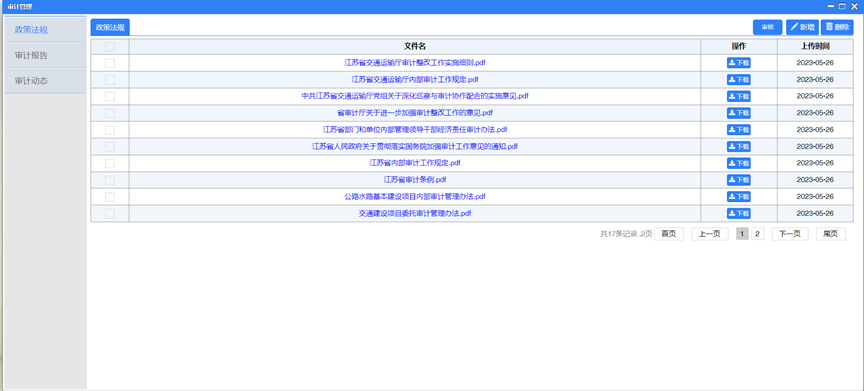 审计管理
政策法规
审计报告
审计动态
政策法规
审核 新增 删除
文件名 操作 上传时间
江苏省交通运输厅审计整改工作实施细则.pdf 下载 2023-05-26
江苏省交通运输厅内部审计工作规定.pdf 下载 2023-05-26
中共江苏省交通运输厅党组关于深化巡察与审计协作配合的实施意见.pdf 下载 2023-05-26
省审计厅关于进一步加强审计整改工作的意见.pdf 下载 2023-05-26
江苏省部门和单位内部管理领导干部经济责任审计办法.pdf 下载 2023-05-26
江苏省人民政府关于贯彻落实国务院加强审计工作意见的通知.pdf 下载 2023-05-26
江苏省内部审计工作规定.pdf 下载 2023-05-26
江苏省审计条例.pdf 下载 2023-05-26
公路水路基本建设项目内部审计管理办法.pdf 下载 2023-05-26
交通建设项目委托审计管理办法.pdf 下载 2023-05-26
共17条记录 ,2页 首页 上一页 1 2 下一页 尾页